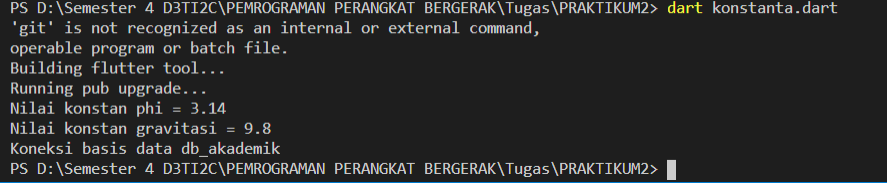 PS D:\Semester 4 D3TI2C\PEMROGRAMAN PERANGKAT BERGERAK\Tugas\PRAKTIKUM2> dart konstanta.dart
'git' is not recognized as an internal or external command,
operable program or batch file.
Building flutter tool...
Running pub upgrade...
Nilai konstan phi = 3.14
Nilai konstan gravitasi = 9.8
Koneksi basis data db_akademik
PS D:\Semester 4 D3TI2C\PEMROGRAMAN PERANGKAT BERGERAK\Tugas\PRAKTIKUM2>